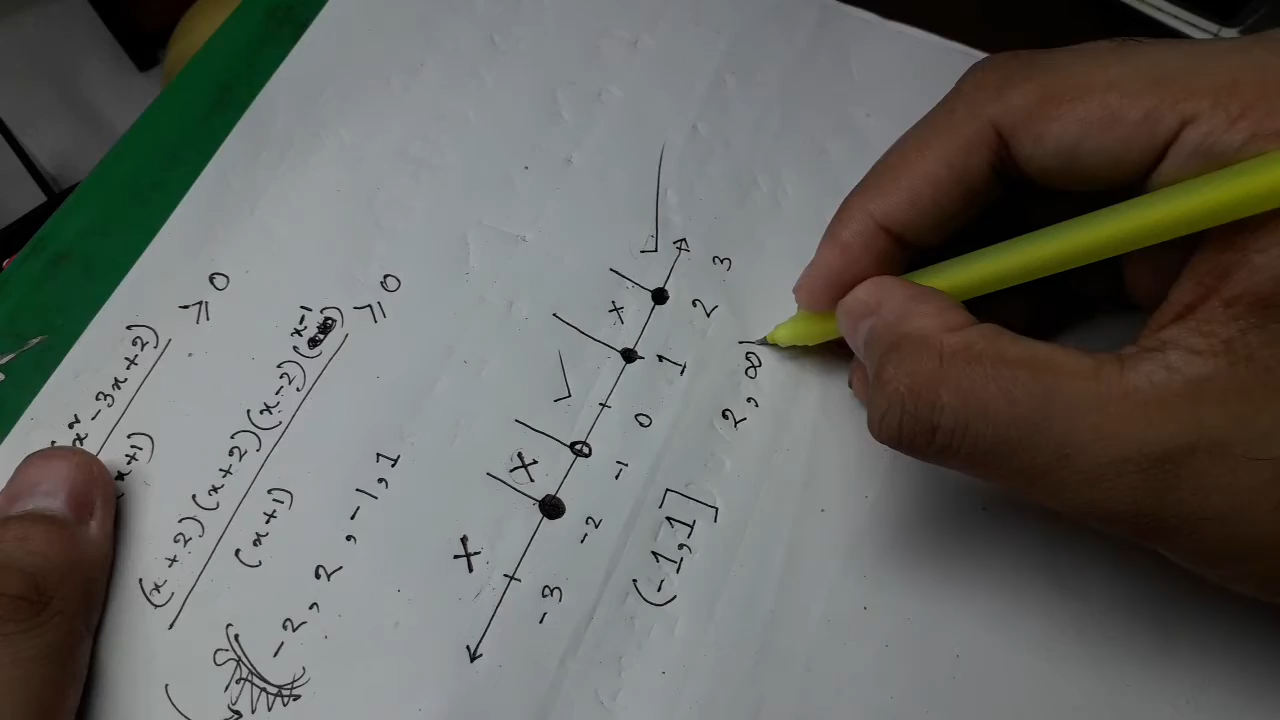 x² - 3x + 2) ≥ 0
(x+1)
(x+2)(x+2)(x-2)(x-1) ≥ 0
(x+1)
-2, 2, -1, 1
x x ✓ x ✓
-3 -2 -1 0 1 2 3
(-1,1] 2, ∞)